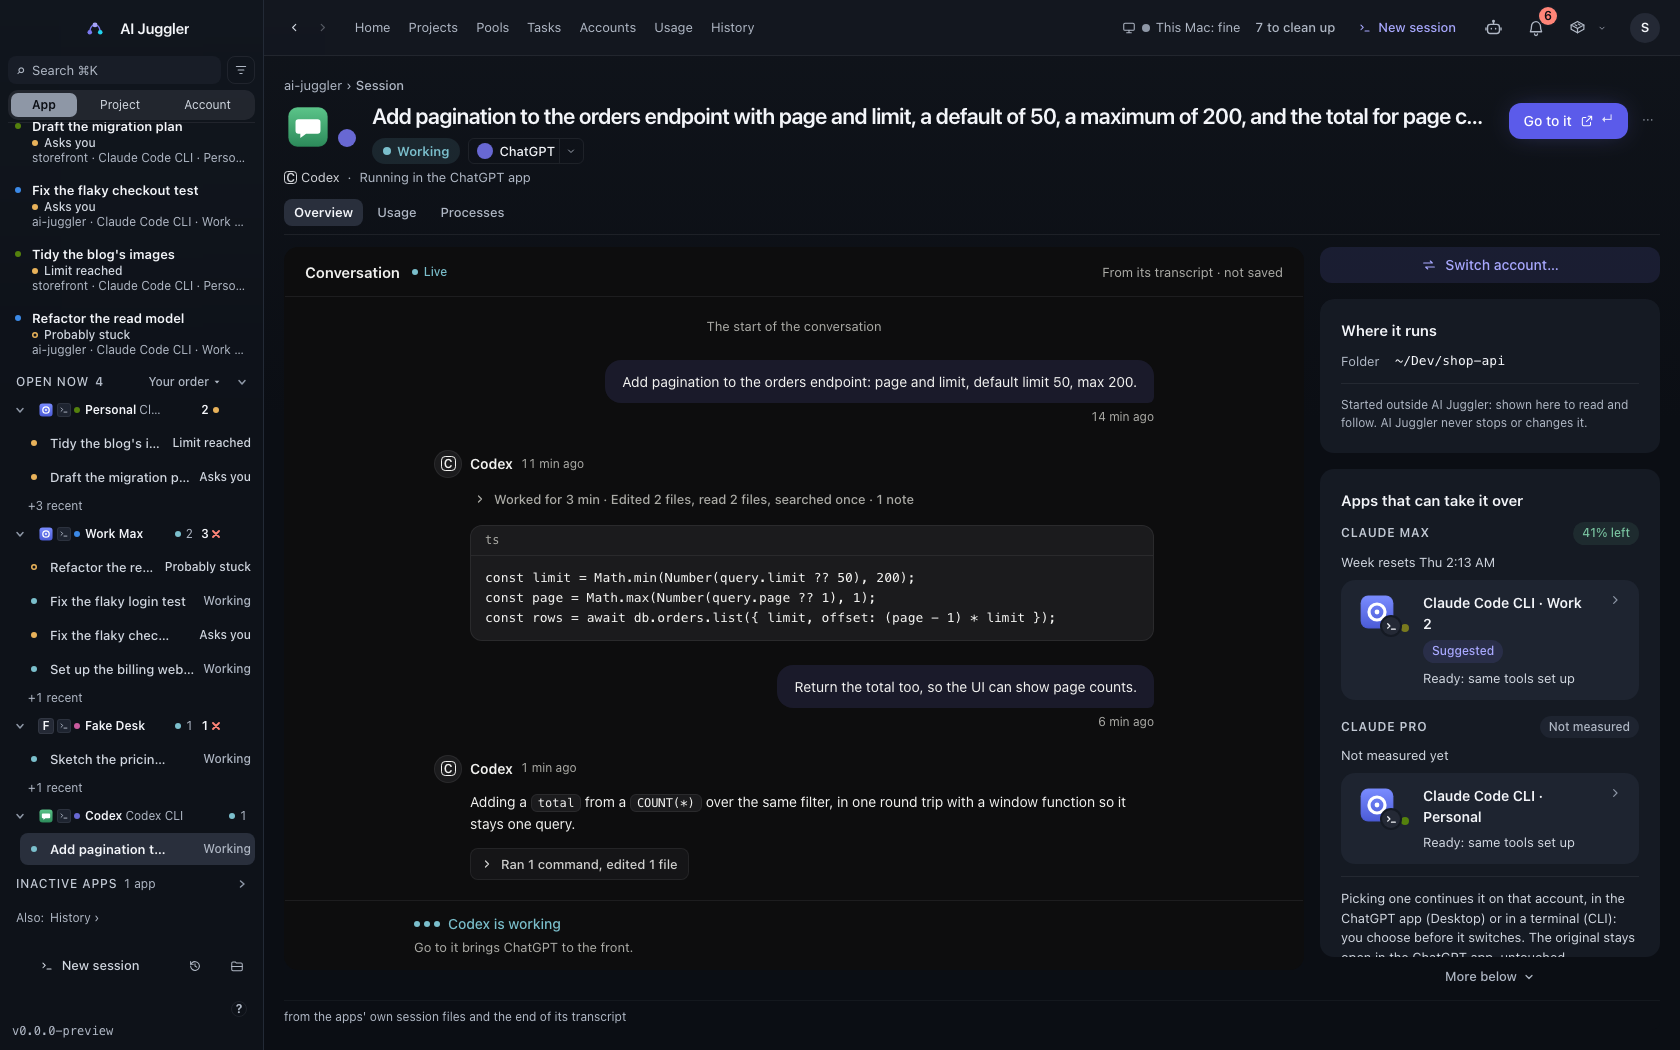 AI Juggler
Search ⌘K
App Project Account
Draft the migration plan
Asks you
storefront · Claude Code CLI · Perso...
Fix the flaky checkout test
Asks you
ai-juggler · Claude Code CLI · Work ...
Tidy the blog's images
Limit reached
storefront · Claude Code CLI · Perso...
Refactor the read model
Probably stuck
ai-juggler · Claude Code CLI · Work ...
OPEN NOW 4 Your order
Personal Cl... 2
Tidy the blog's i... Limit reached
Draft the migration p... Asks you
+3 recent
Work Max 2 3
Refactor the re... Probably stuck
Fix the flaky login test Working
Fix the flaky chec... Asks you
Set up the billing web... Working
+1 recent
F Fake Desk 1 1
Sketch the pricin... Working
+1 recent
Codex Codex CLI 1
Add pagination t... Working
INACTIVE APPS 1 app
Also: History ›
New session
?
v0.0.0-preview
Home Projects Pools Tasks Accounts Usage History
This Mac: fine 7 to clean up New session 6 S
ai-juggler › Session
Add pagination to the orders endpoint with page and limit, a default of 50, a maximum of 200, and the total for page c...
Go to it
Working ChatGPT
C Codex · Running in the ChatGPT app
Overview Usage Processes
Conversation Live From its transcript · not saved
The start of the conversation
Add pagination to the orders endpoint: page and limit, default limit 50, max 200.
14 min ago
C Codex 11 min ago
Worked for 3 min · Edited 2 files, read 2 files, searched once · 1 note
ts
const limit = Math.min(Number(query.limit ?? 50), 200);
const page = Math.max(Number(query.page ?? 1), 1);
const rows = await db.orders.list({ limit, offset: (page - 1) * limit });
Return the total too, so the UI can show page counts.
6 min ago
C Codex 1 min ago
Adding a total from a COUNT(*) over the same filter, in one round trip with a window function so it
stays one query.
Ran 1 command, edited 1 file
Codex is working
Go to it brings ChatGPT to the front.
Switch account...
Where it runs
Folder ~/Dev/shop-api
Started outside AI Juggler: shown here to read and
follow. AI Juggler never stops or changes it.
Apps that can take it over
CLAUDE MAX 41% left
Week resets Thu 2:13 AM
Claude Code CLI · Work
2
Suggested
Ready: same tools set up
CLAUDE PRO Not measured
Not measured yet
Claude Code CLI ·
Personal
Ready: same tools set up
Picking one continues it on that account, in the
ChatGPT app (Desktop) or in a terminal (CLI):
you choose before it switches. The original stays
open in the ChatGPT app, untouched
More below
from the apps' own session files and the end of its transcript